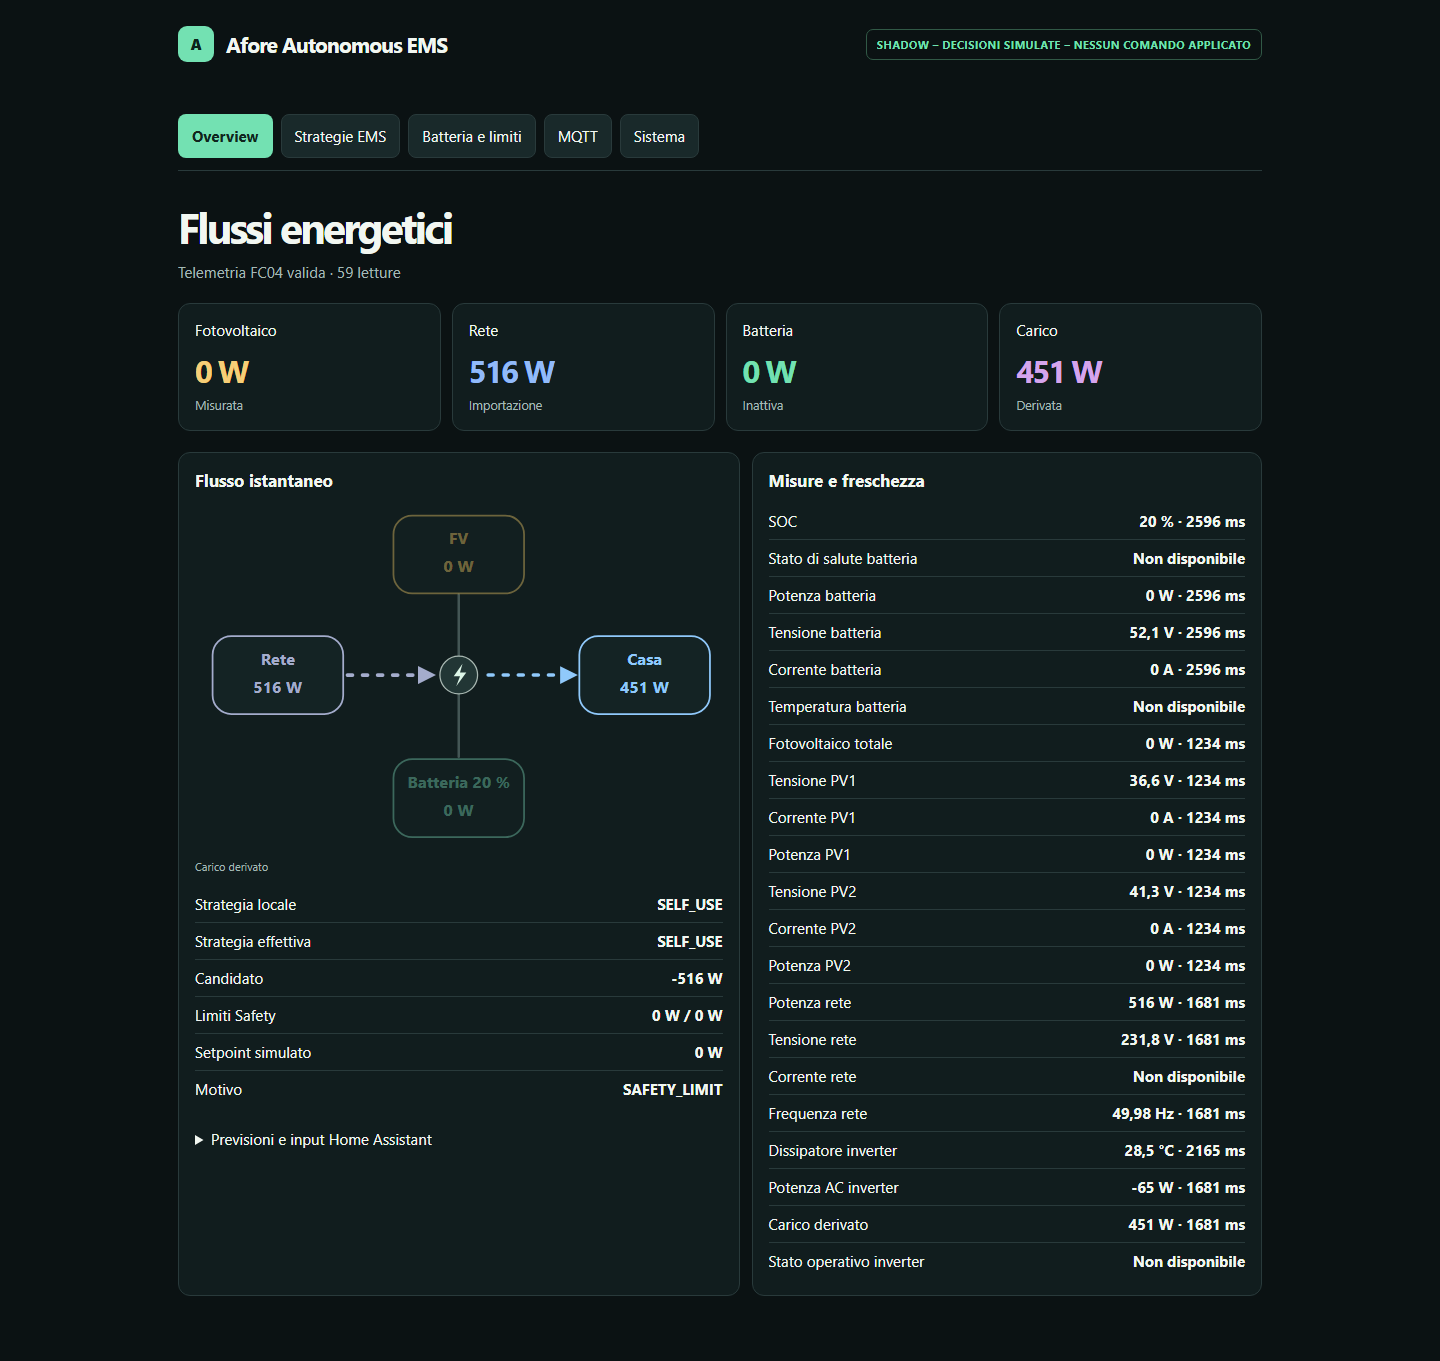 A
Afore Autonomous EMS
SHADOW – DECISIONI SIMULATE – NESSUN COMANDO APPLICATO
Overview
Strategie EMS
Batteria e limiti
MQTT
Sistema
Flussi energetici
Telemetria FC04 valida · 59 letture
Fotovoltaico
0 W
Misurata
Rete
516 W
Importazione
Batteria
0 W
Inattiva
Carico
451 W
Derivata
Flusso istantaneo
FV
0 W
Rete
516 W
Casa
451 W
Batteria 20 %
0 W
Carico derivato
Strategia locale SELF_USE
Strategia effettiva SELF_USE
Candidato -516 W
Limiti Safety 0 W / 0 W
Setpoint simulato 0 W
Motivo SAFETY_LIMIT
Previsioni e input Home Assistant
Misure e freschezza
SOC 20 % · 2596 ms
Stato di salute batteria Non disponibile
Potenza batteria 0 W · 2596 ms
Tensione batteria 52,1 V · 2596 ms
Corrente batteria 0 A · 2596 ms
Temperatura batteria Non disponibile
Fotovoltaico totale 0 W · 1234 ms
Tensione PV1 36,6 V · 1234 ms
Corrente PV1 0 A · 1234 ms
Potenza PV1 0 W · 1234 ms
Tensione PV2 41,3 V · 1234 ms
Corrente PV2 0 A · 1234 ms
Potenza PV2 0 W · 1234 ms
Potenza rete 516 W · 1681 ms
Tensione rete 231,8 V · 1681 ms
Corrente rete Non disponibile
Frequenza rete 49,98 Hz · 1681 ms
Dissipatore inverter 28,5 °C · 2165 ms
Potenza AC inverter -65 W · 1681 ms
Carico derivato 451 W · 1681 ms
Stato operativo inverter Non disponibile